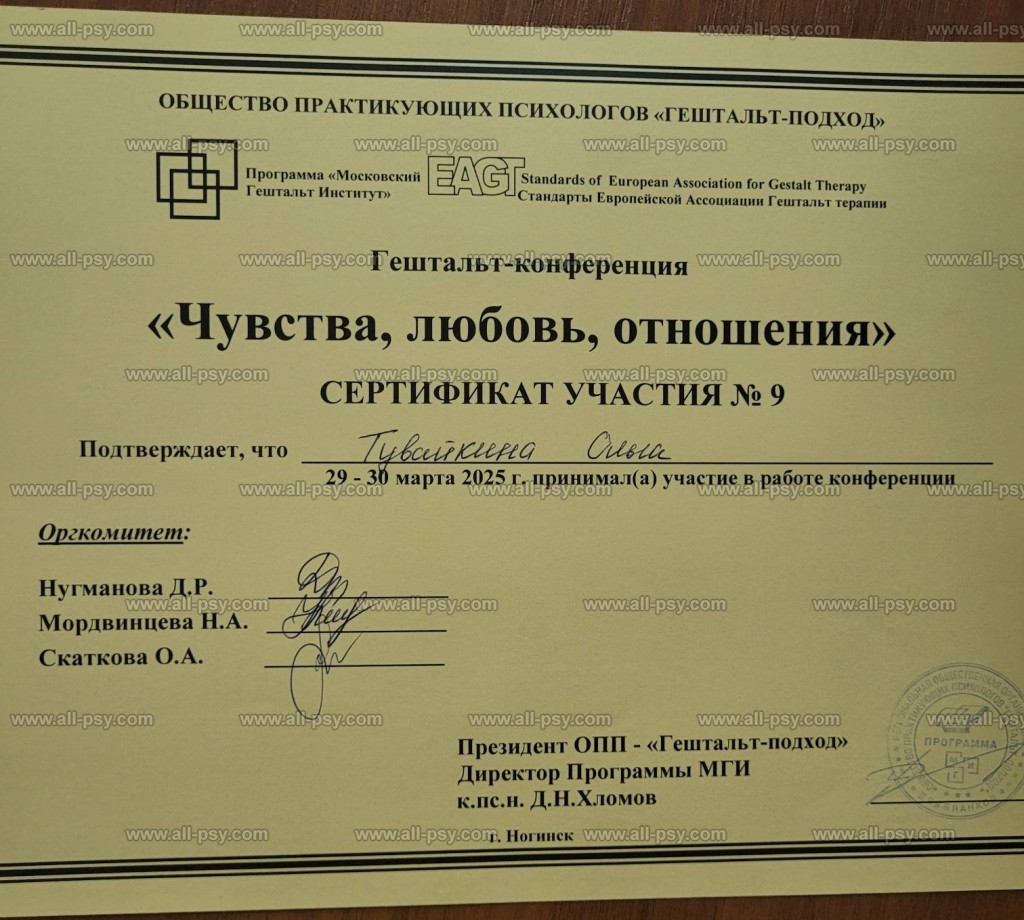 ОБЩЕСТВО ПРАКТИКУЮЩИХ ПСИХОЛОГОВ «ГЕШТАЛЬТ-ПОДХОД»
Программа «Московский
Гештальт Институт»
EAGT
Standards of European Association for Gestalt Therapy
Стандарты Европейской Ассоциации Гештальт терапии
Гештальт-конференция
«Чувства, любовь, отношения»
СЕРТИФИКАТ УЧАСТИЯ № 9
Подтверждает, что Тувайкина Ольга
29 - 30 марта 2025 г. принимал(а) участие в работе конференции
Оргкомитет:
Нугманова Д.Р.
Мордвинцева Н.А.
Скаткова О.А.
Президент ОПП - «Гештальт-подход»
Директор Программы МГИ
к.пс.н. Д.Н.Хломов
ПРОГРАММА
г. Ногинск
www.all-psy.com